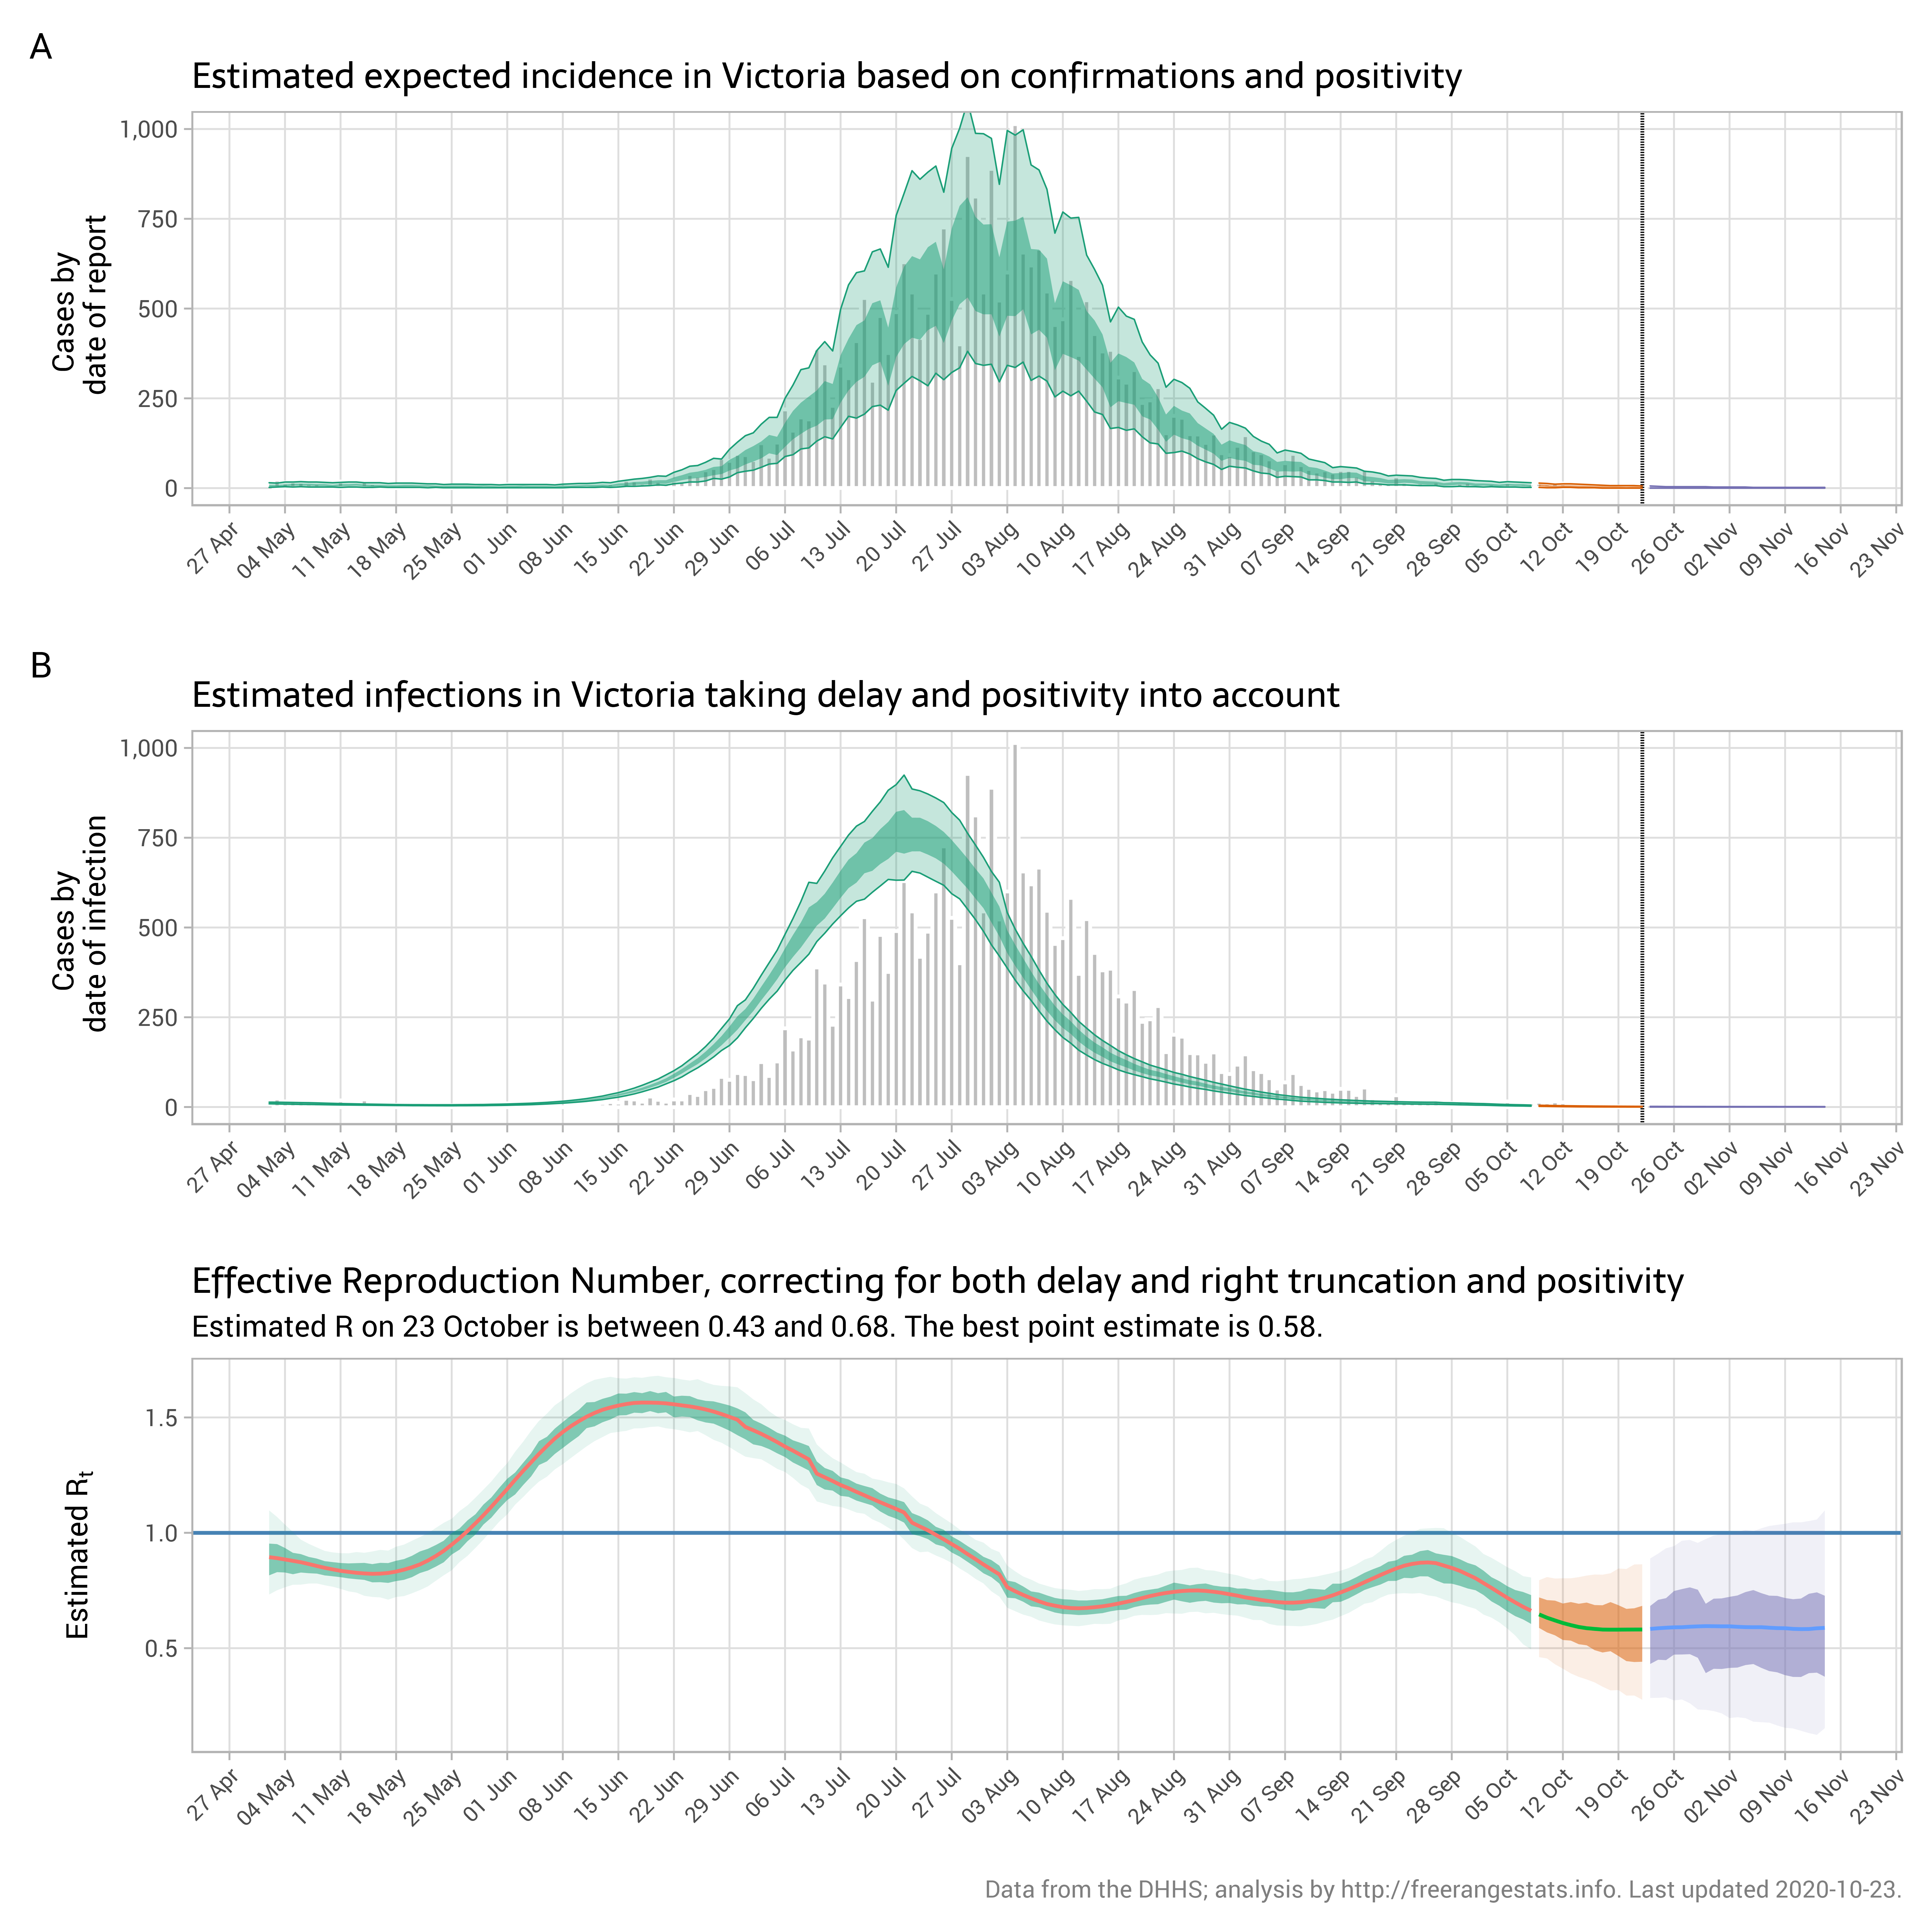 A
Estimated expected incidence in Victoria based on confirmations and positivity
Cases by
date of report
1,000
750
500
250
0
27 Apr 04 May 11 May 18 May 25 May 01 Jun 08 Jun 15 Jun 22 Jun 29 Jun 06 Jul 13 Jul 20 Jul 27 Jul 03 Aug 10 Aug 17 Aug 24 Aug 31 Aug 07 Sep 14 Sep 21 Sep 28 Sep 05 Oct 12 Oct 19 Oct 26 Oct 02 Nov 09 Nov 16 Nov 23 Nov
B
Estimated infections in Victoria taking delay and positivity into account
Cases by
date of infection
1,000
750
500
250
0
27 Apr 04 May 11 May 18 May 25 May 01 Jun 08 Jun 15 Jun 22 Jun 29 Jun 06 Jul 13 Jul 20 Jul 27 Jul 03 Aug 10 Aug 17 Aug 24 Aug 31 Aug 07 Sep 14 Sep 21 Sep 28 Sep 05 Oct 12 Oct 19 Oct 26 Oct 02 Nov 09 Nov 16 Nov 23 Nov
Effective Reproduction Number, correcting for both delay and right truncation and positivity
Estimated R on 23 October is between 0.43 and 0.68. The best point estimate is 0.58.
Estimated Rt
1.5
1.0
0.5
27 Apr 04 May 11 May 18 May 25 May 01 Jun 08 Jun 15 Jun 22 Jun 29 Jun 06 Jul 13 Jul 20 Jul 27 Jul 03 Aug 10 Aug 17 Aug 24 Aug 31 Aug 07 Sep 14 Sep 21 Sep 28 Sep 05 Oct 12 Oct 19 Oct 26 Oct 02 Nov 09 Nov 16 Nov 23 Nov
Data from the DHHS; analysis by http://freerangestats.info. Last updated 2020-10-23.